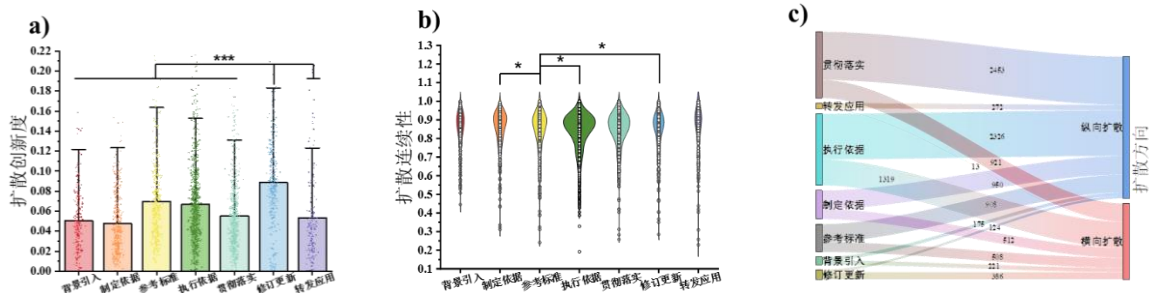 a)
扩散创新度
0.22
0.20
0.18
0.16
0.14
0.12
0.10
0.08
0.06
0.04
0.02
0.00
***
背景引入
制定依据
参考标准
执行依据
贯彻落实
修订更新
转发应用
b)
扩散连续性
1.3
1.2
1.1
1.0
0.9
0.8
0.7
0.6
0.5
0.4
0.3
0.2
0.1
*
*
*
背景引入
制定依据
参考标准
执行依据
贯彻落实
修订更新
转发应用
c)
贯彻落实
转发应用
执行依据
制定依据
参考标准
背景引入
修订更新
2453
272
2326
13
921
1319
950
178
124
512
221
纵向扩散
横向扩散
扩散方向